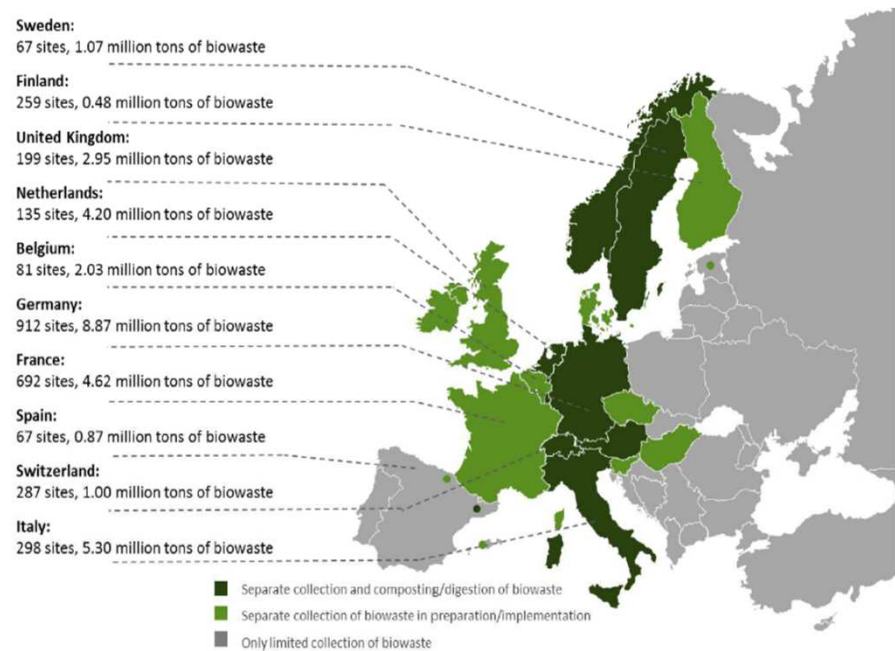 Sweden:
67 sites, 1.07 million tons of biowaste
Finland:
259 sites, 0.48 million tons of biowaste
United Kingdom:
199 sites, 2.95 million tons of biowaste
Netherlands:
135 sites, 4.20 million tons of biowaste
Belgium:
81 sites, 2.03 million tons of biowaste
Germany:
912 sites, 8.87 million tons of biowaste
France:
692 sites, 4.62 million tons of biowaste
Spain:
67 sites, 0.87 million tons of biowaste
Switzerland:
287 sites, 1.00 million tons of biowaste
Italy:
298 sites, 5.30 million tons of biowaste
Separate collection and composting/digestion of biowaste
Separate collection of biowaste in preparation/implementation
Only limited collection of biowaste